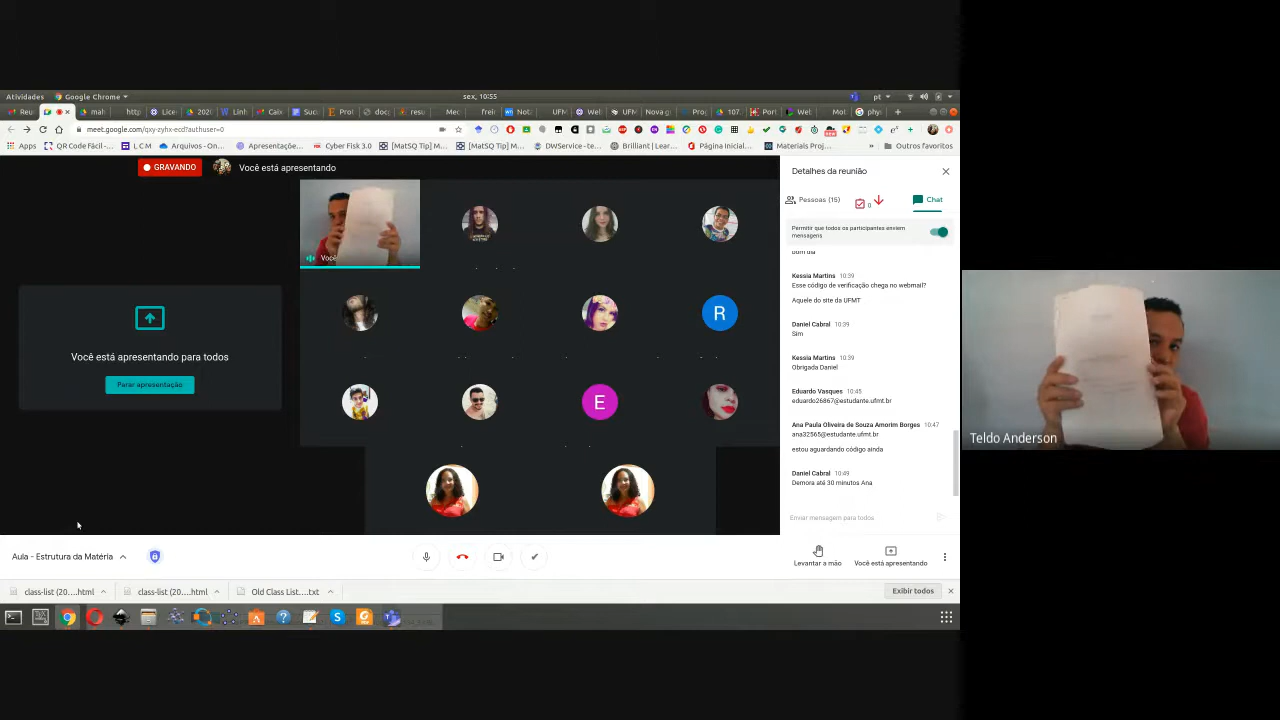 Atividades
Google Chrome
sex, 10:55
pt
meet.google.com/qxy-zyhx-ecd?authuser=0
Apps
QR Code Fácil-...
L C M
Arquivos - On...
Apresentaçõe...
Cyber Fisk 3.0
[MatSQ Tip] M...
[MatSQ Tip] M...
DWService - te...
Brilliant | Lear...
Página Inicial...
Materials Proj...
»
Outros favoritos
GRAVANDO
Você está apresentando
Você
Você está apresentando para todos
Parar apresentação
R
E
Detalhes da reunião
Pessoas (15)
0
Chat
Permitir que todos os participantes enviem
mensagens
bom dia
Kessia Martins 10:39
Esse código de verificação chega no webmail?
Aquele do site da UFMT
Daniel Cabral 10:39
Sim
Kessia Martins 10:39
Obrigada Daniel
Eduardo Vasques 10:45
eduardo26867@estudante.ufmt.br
Ana Paula Oliveira de Souza Amorim Borges 10:47
ana32565@estudante.ufmt.br
estou aguardando código ainda
Daniel Cabral 10:49
Demora até 30 minutos Ana
Enviar mensagem para todos
Teldo Anderson
Aula - Estrutura da Matéria
Levantar a mão
Você está apresentando
class-list (20....html
class-list (20....html
Old Class List....txt
Exibir todos